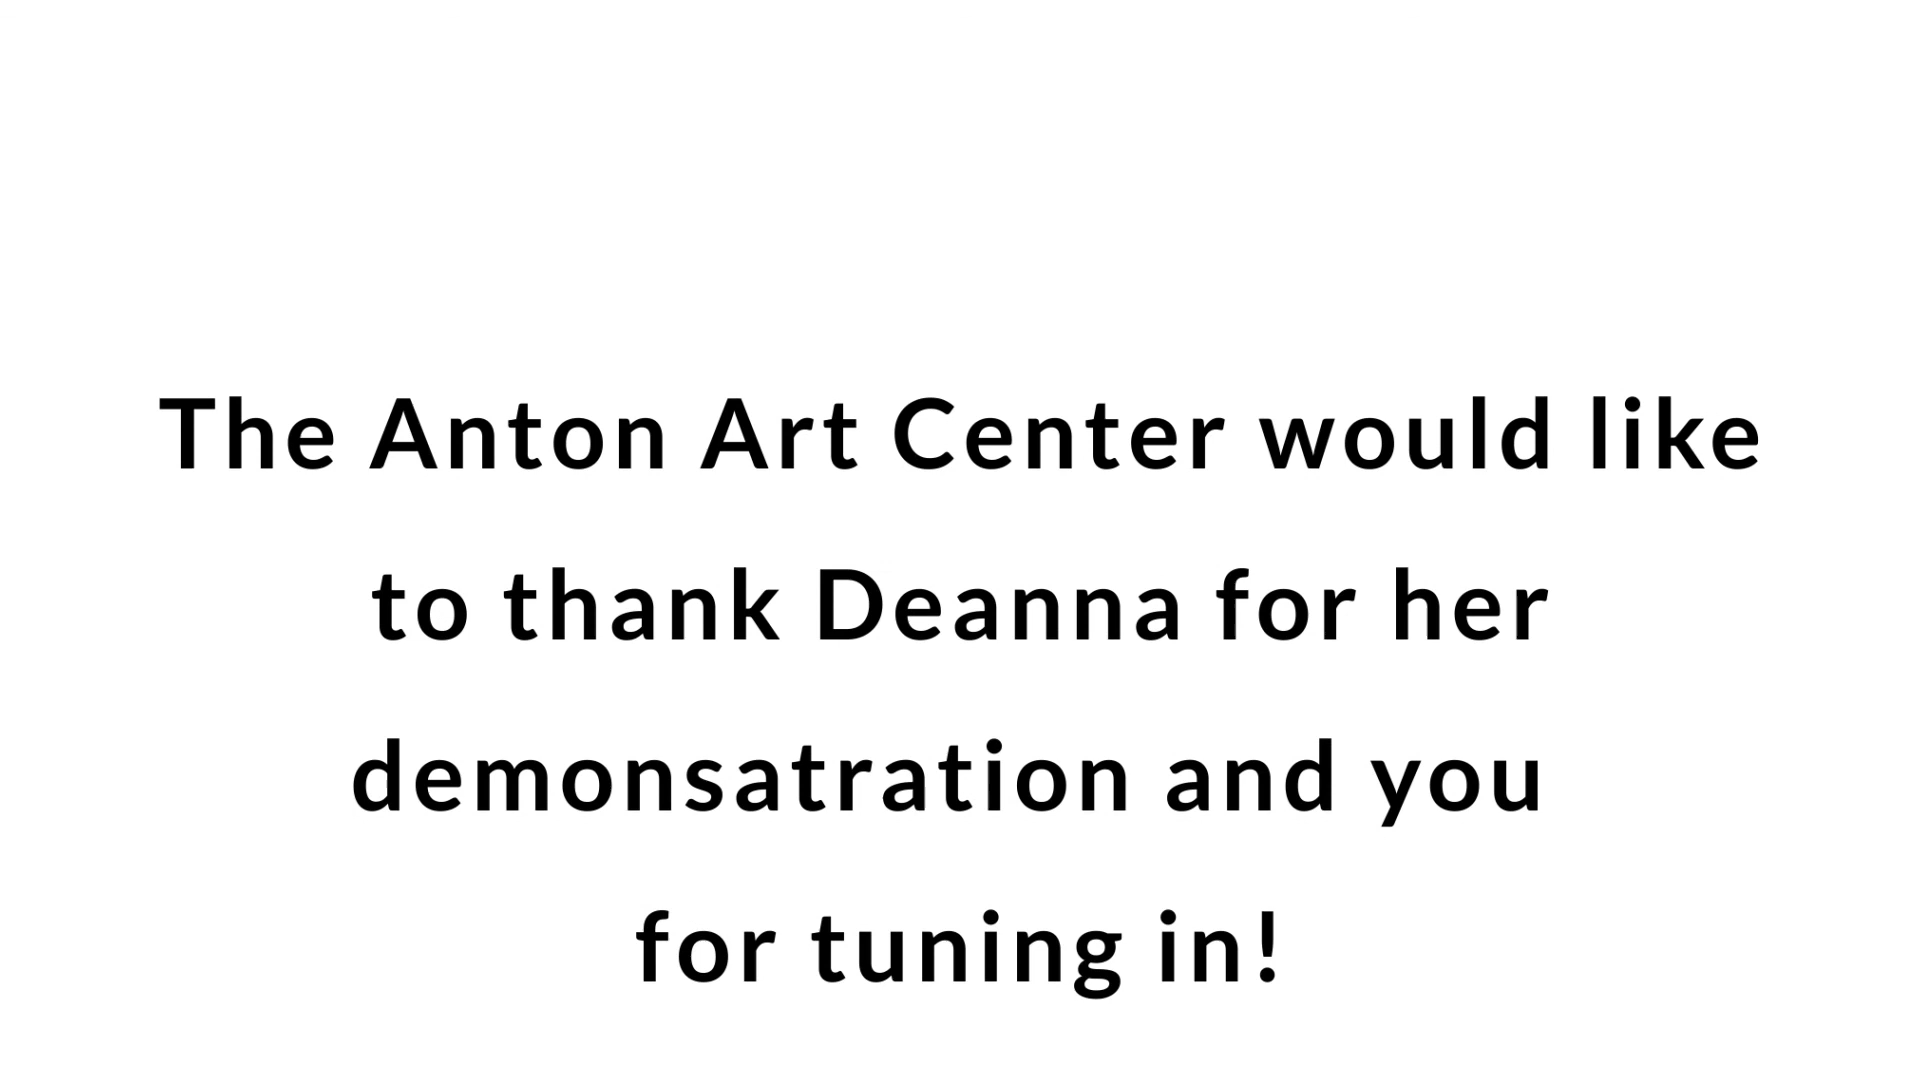 The Anton Art Center would like
to thank Deanna for her
demonsatration and you
for tuning in!